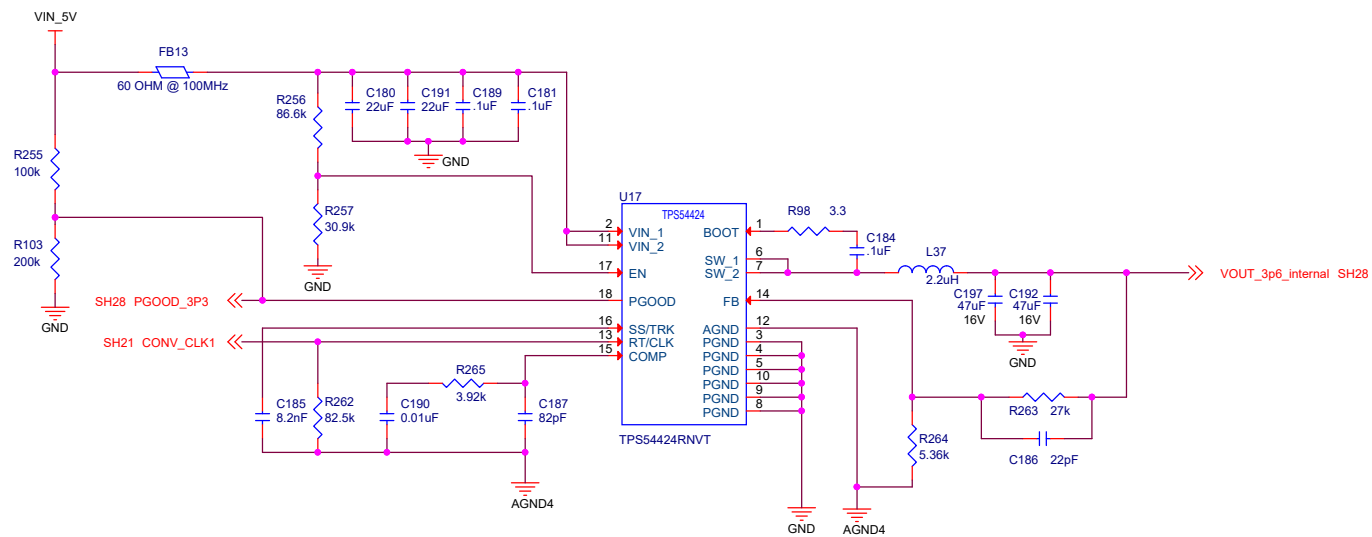 VIN_5V
FB13
60 OHM @ 100MHz
R256
86.6k
C180
22uF
C191
22uF
C189
.1uF
C181
.1uF
GND
R255
100k
R257
30.9k
GND
R103
200k
GND
SH28 PGOOD_3P3
SH21 CONV_CLK1
U17
TPS54424
2 VIN_1
11 VIN_2
17 EN
18 PGOOD
16 SS/TRK
13 RT/CLK
15 COMP
BOOT 1
SW_1 6
SW_2 7
FB 14
AGND 12
PGND 3
PGND 4
PGND 5
PGND 10
PGND 9
PGND 8
TPS54424RNVT
R98 3.3
C184
.1uF
L37
2.2uH
VOUT_3p6_internal SH28
C197
47uF
16V
C192
47uF
16V
GND
R265
3.92k
C185
8.2nF
R262
82.5k
C190
0.01uF
C187
82pF
AGND4
R263 27k
C186 22pF
R264
5.36k
GND
AGND4